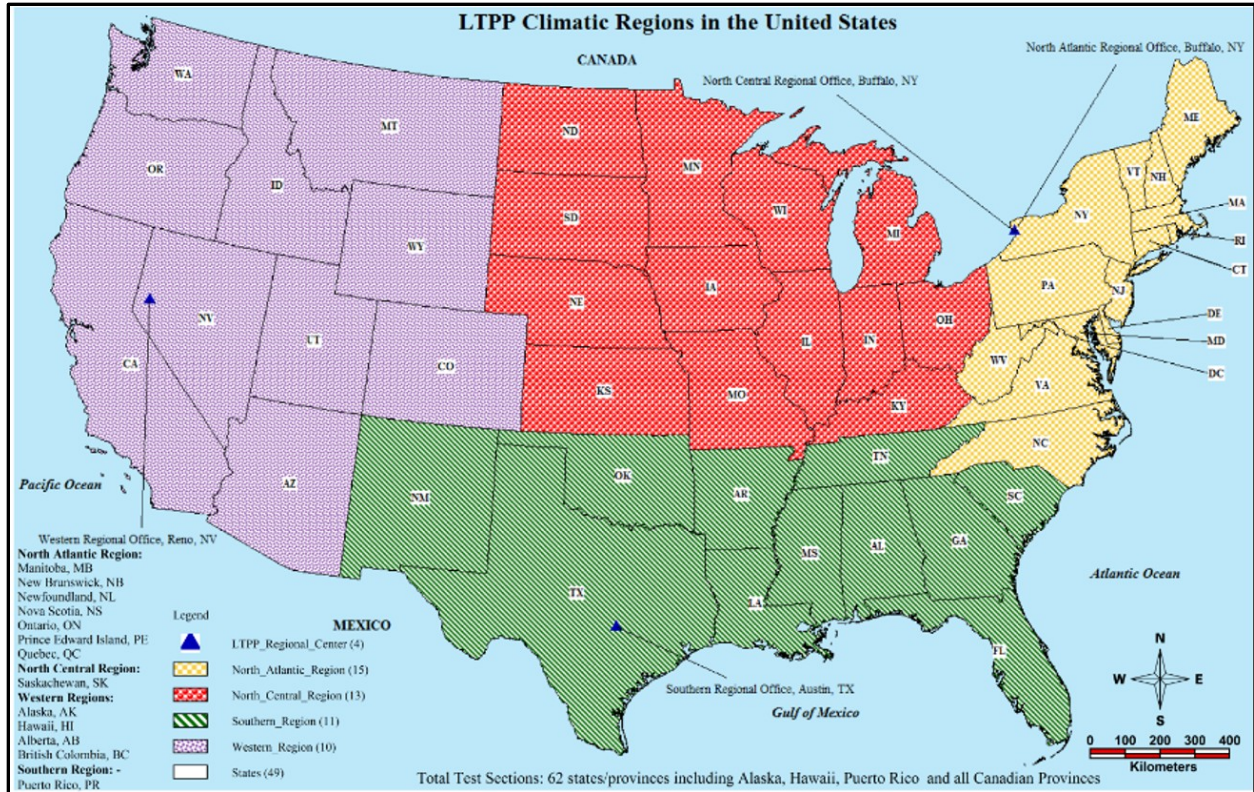 LTPP Climatic Regions in the United States
North Atlantic Regional Office, Buffalo, NY
CANADA
North Central Regional Office, Buffalo, NY
WA
MT
ND
MN
ME
OR
ID
VT
NH
WI
NY
MA
SD
MI
WY
RI
CT
IA
PA
NJ
NE
NV
OH
DE
UT
IL
IN
MD
CA
CO
WV
DC
VA
KS
MO
KY
NC
TN
OK
Pacific Ocean
AZ
NM
AR
SC
MS
AL
GA
Western Regional Office, Reno, NV
North Atlantic Region:
Manitoba, MB
New Brunswick, NB
Newfoundland, NL
Nova Scotia, NS
Ontario, ON
Prince Edward Island, PE
Quebec, QC
North Central Region:
Saskachewan, SK
Western Regions:
Alaska, AK
Hawaii, HI
Alberta, AB
British Colombia, BC
Southern Region: -
Puerto Rico, PR
Atlantic Ocean
TX
LA
FL
MEXICO
Legend
LTPP_Regional_Center (4)
North_Atlantic_Region (15)
North_Central_Region (13)
Southern_Region (11)
Western_Region (10)
States (49)
Southern Regional Office, Austin, TX
Gulf of Mexico
N
W E
S
0 100 200 300 400
Kilometers
Total Test Sections: 62 states/provinces including Alaska, Hawaii, Puerto Rico and all Canadian Provinces